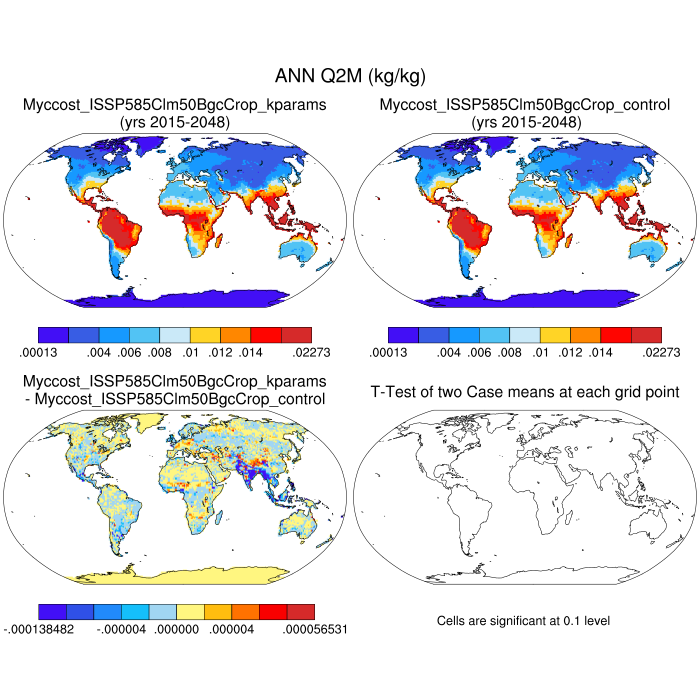 ANN Q2M (kg/kg)
Myccost_ISSP585Clm50BgcCrop_kparams
(yrs 2015-2048)
Myccost_ISSP585Clm50BgcCrop_control
(yrs 2015-2048)
.00013 .004 .006 .008 .01 .012 .014 .02273
.00013 .004 .006 .008 .01 .012 .014 .02273
Myccost_ISSP585Clm50BgcCrop_kparams
- Myccost_ISSP585Clm50BgcCrop_control
T-Test of two Case means at each grid point
-.000138482 -.000004 .000000 .000004 .000056531
Cells are significant at 0.1 level